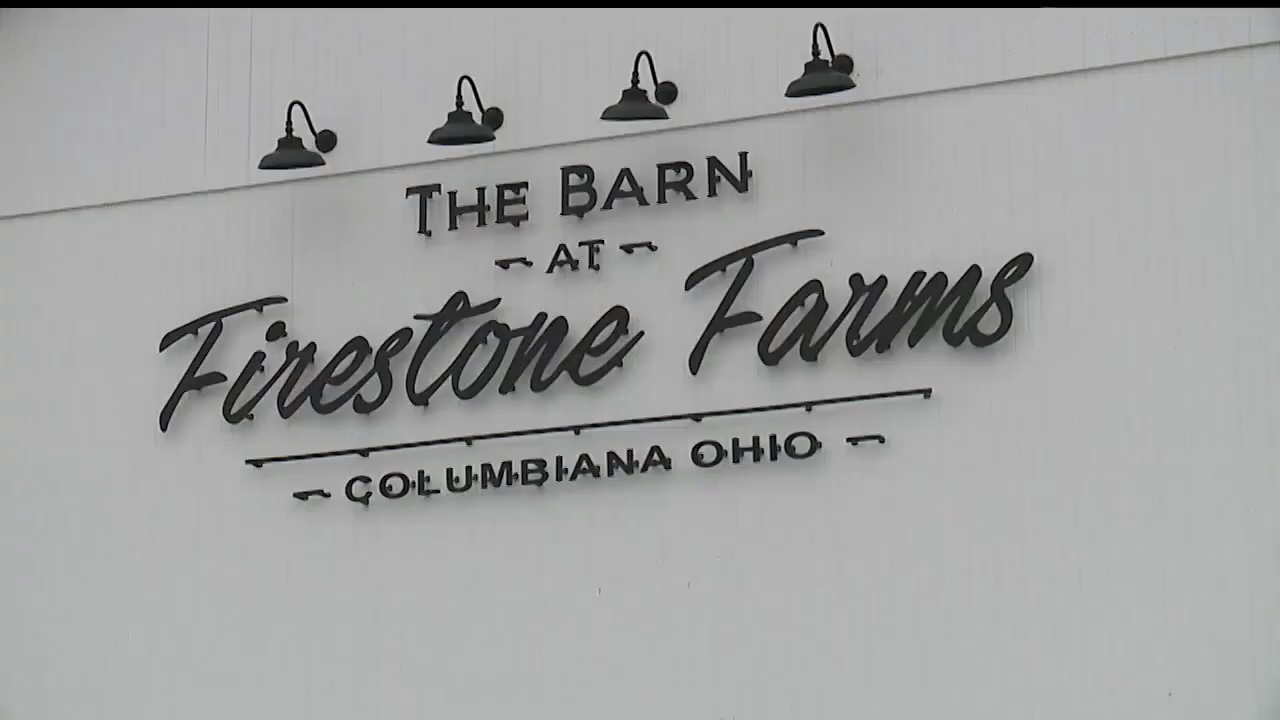 THE BARN
~ AT ~
Firestone Farms
~ COLUMBIANA OHIO ~